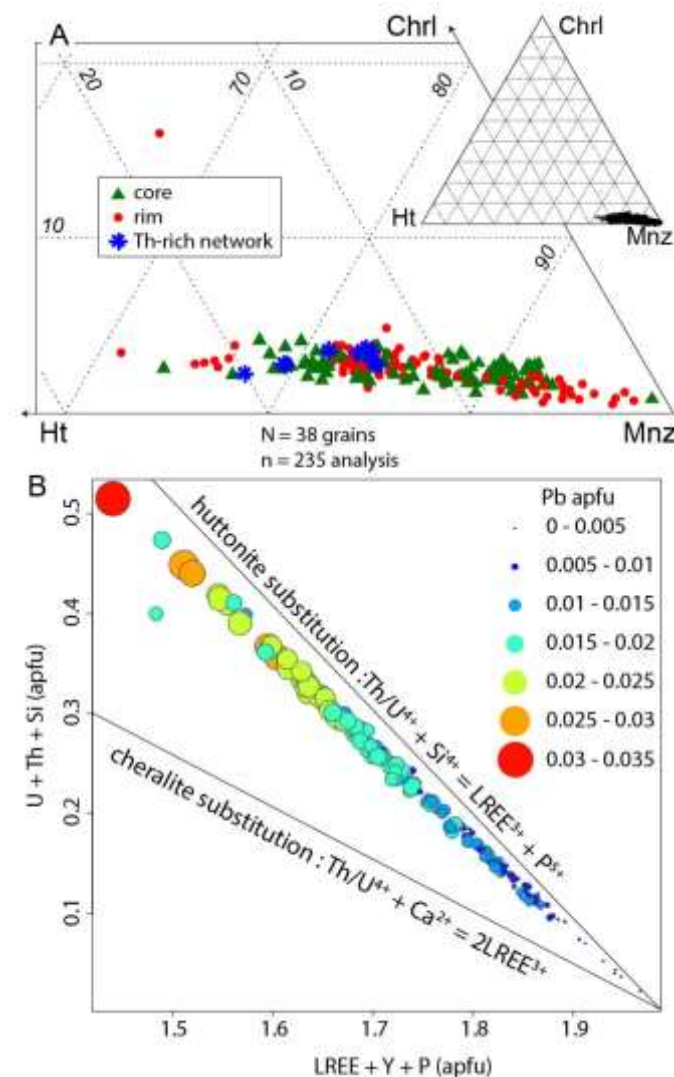 A
Chrl
Chrl
20
70
10
80
core
rim
Th-rich network
10
90
Ht
Mnz
Ht
Mnz
N = 38 grains
n = 235 analysis
B
Pb apfu
0 - 0.005
0.005 - 0.01
0.01 - 0.015
0.015 - 0.02
0.02 - 0.025
0.025 - 0.03
0.03 - 0.035
huttonite substitution : Th/U4+ + Si4+ = LREE3+ + P5+
cheralite substitution : Th/U4+ + Ca2+ = 2LREE3+
U + Th + Si (apfu)
0.5
0.4
0.3
0.2
0.1
1.5
1.6
1.7
1.8
1.9
LREE + Y + P (apfu)